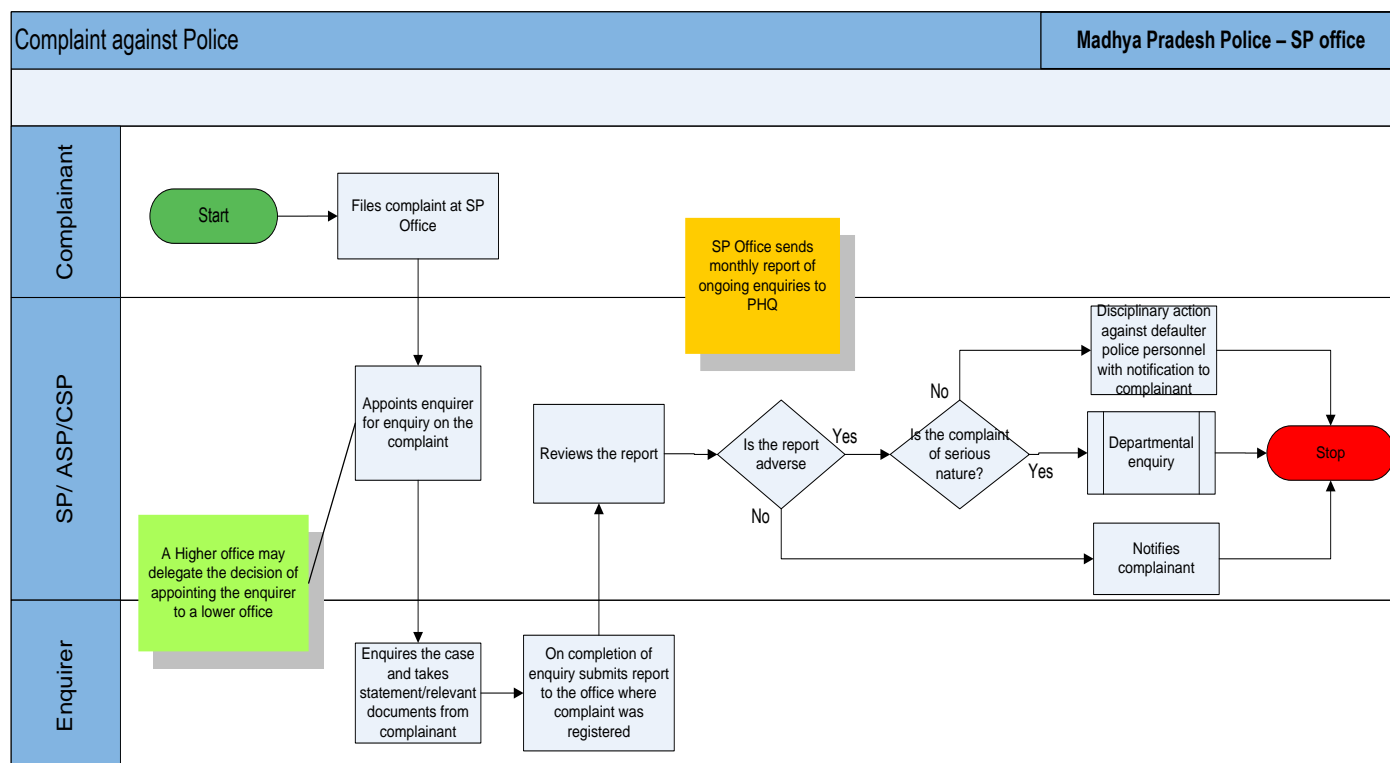 Complaint against Police
Madhya Pradesh Police – SP office
Complainant
Start
Files complaint at SP
Office
SP Office sends
monthly report of
ongoing enquiries to
PHQ
SP/ ASP/CSP
Appoints enquirer
for enquiry on the
complaint
A Higher office may
delegate the decision of
appointing the enquirer
to a lower office
Reviews the report
Is the report
adverse
Yes
No
Is the complaint
of serious
nature?
No
Yes
Disciplinary action
against defaulter
police personnel
with notification to
complainant
Departmental
enquiry
Notifies
complainant
Stop
Enquirer
Enquires the case
and takes
statement/relevant
documents from
complainant
On completion of
enquiry submits report
to the office where
complaint was
registered